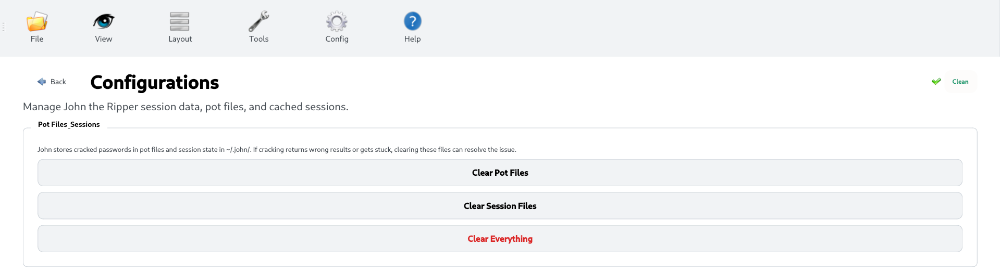 File View Layout Tools Config Help
Back Configurations Clean
Manage John the Ripper session data, pot files, and cached sessions.
Pot Files_Sessions
John stores cracked passwords in pot files and session state in ~/.john/. If cracking returns wrong results or gets stuck, clearing these files can resolve the issue.
Clear Pot Files
Clear Session Files
Clear Everything